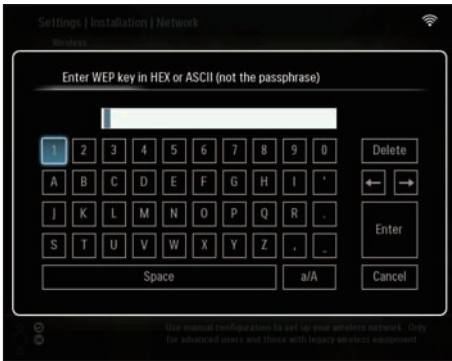 Settings | Installation | Network
Wireless
Enter WEP key in HEX or ASCII (not the passphrase)
1 2 3 4 5 6 7 8 9 0 Delete
A B C D E F G H I ' ← →
J K L M N O P Q R . Enter
S T U V W X Y Z , _
Space a/A Cancel
Use manual configuration to set up your wireless network. Only
for advanced users and those with legacy wireless equipment.